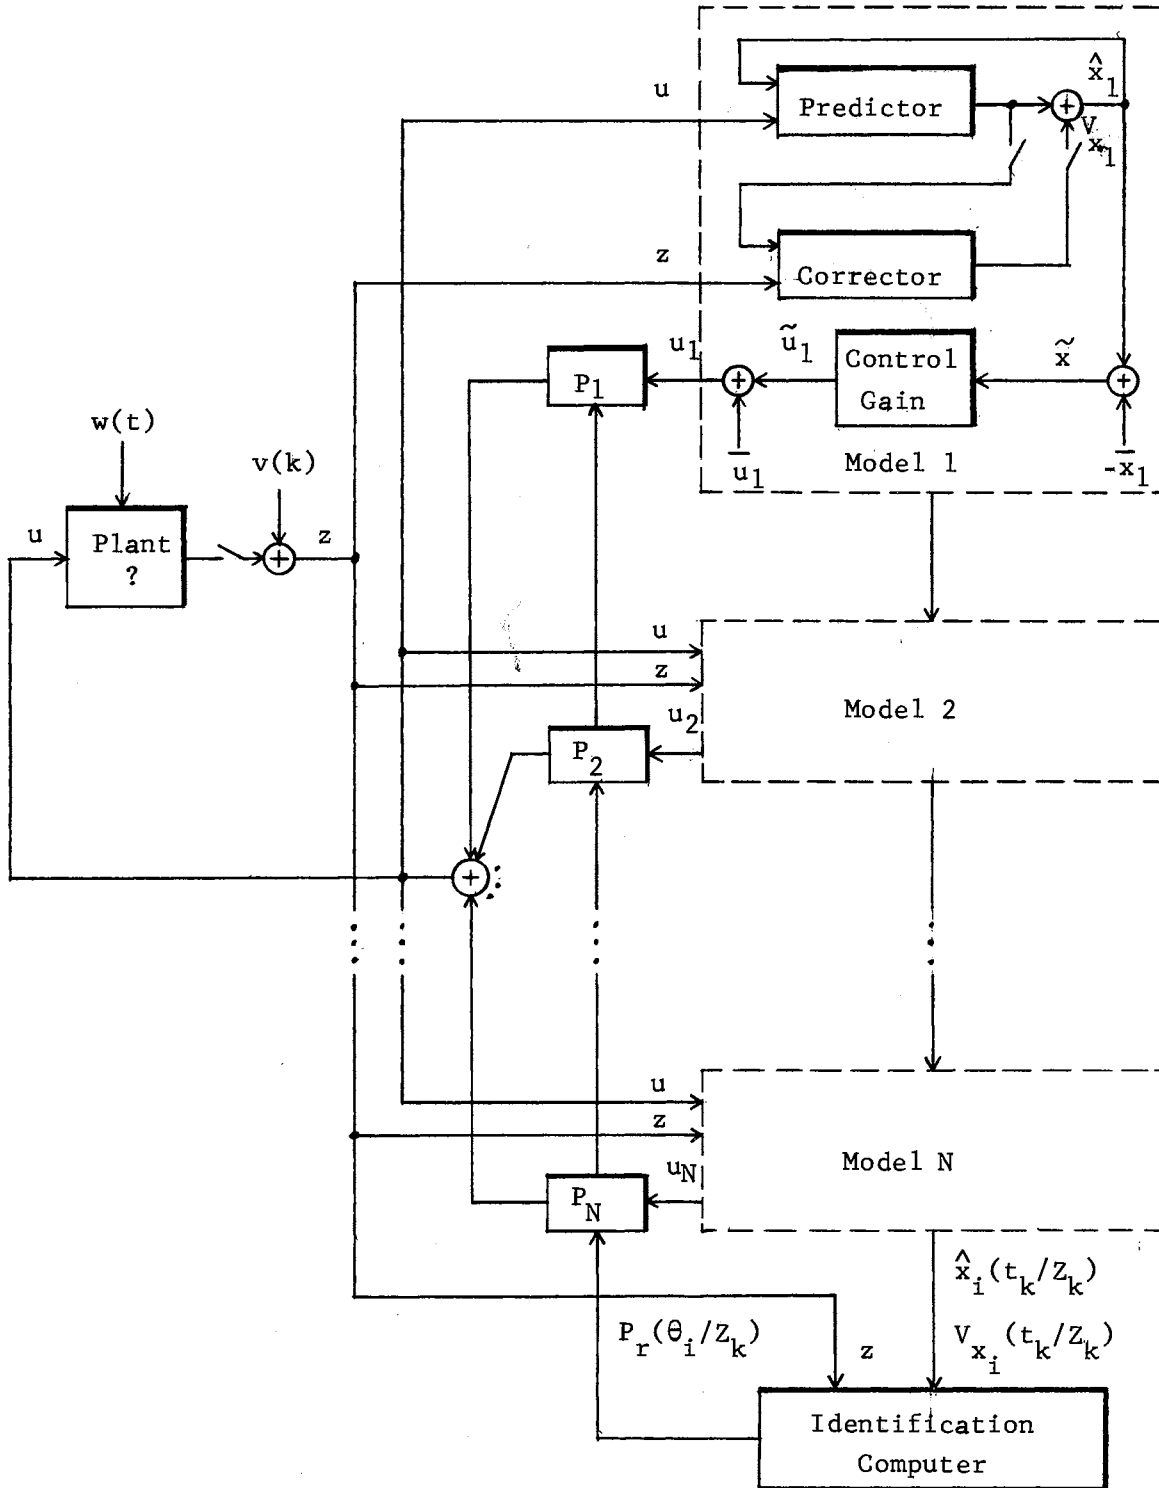 x̂1
u
Predictor
Vx1
z
Corrector
u1
ũ1
Control
Gain
x̃
P1
w(t)
v(k)
ū1
Model 1
-x̄1
u
Plant
?
z
u
z
Model 2
u2
P2
+
u
z
Model N
uN
PN
x̂i(tk/Zk)
Pr(θi/Zk)
Vxi(tk/Zk)
z
Identification
Computer